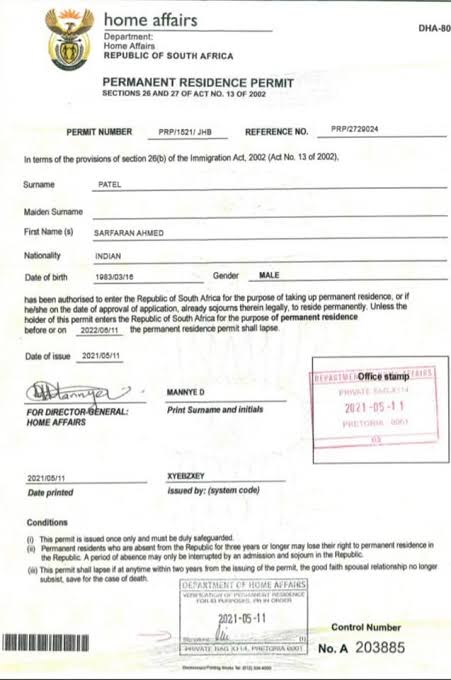 home affairs
Department:
Home Affairs
REPUBLIC OF SOUTH AFRICA
DHA-80
PERMANENT RESIDENCE PERMIT
SECTIONS 26 AND 27 OF ACT NO. 13 OF 2002
PERMIT NUMBER PRP/1521/ JHB REFERENCE NO. PRP/2729024
In terms of the provisions of section 26(b) of the Immigration Act, 2002 (Act No. 13 of 2002),
Surname PATEL
Maiden Surname
First Name (s) SARFARAN AHMED
Nationality INDIAN
Date of birth 1983/03/16 Gender MALE
has been authorised to enter the Republic of South Africa for the purpose of taking up permanent residence, or if
he/she on the date of approval of application, already sojourns therein legally, to reside permanently. Unless the
holder of this permit enters the Republic of South Africa for the purpose of permanent residence
before or on 2022/05/11 the permanent residence permit shall lapse.
Date of issue 2021/05/11
MANNYE D
FOR DIRECTOR-GENERAL: Print Surname and initials
HOME AFFAIRS
Office stamp
DEPARTMENT AFFAIRS
PRIVATE BAG X114
2021-05-11
PRETORIA 0001
03
2021/05/11 XYEBZXEY
Date printed issued by: (system code)
Conditions
(i) This permit is issued once only and must be duly safeguarded.
(ii) Permanent residents who are absent from the Republic for three years or longer may lose their right to permanent residence in
the Republic. A period of absence may only be interrupted by an admission and sojourn in the Republic.
(iii) This permit shall lapse if at anytime within two years from the issuing of the permit, the good faith spousal relationship no longer
subsist, save for the case of death.
DEPARTMENT OF HOME AFFAIRS
VERIFICATION OF PERMANENT RESIDENCE
2021-05-11
PRIVATE BAG X114, PRETORIA 0001
Control Number
No. A 203885